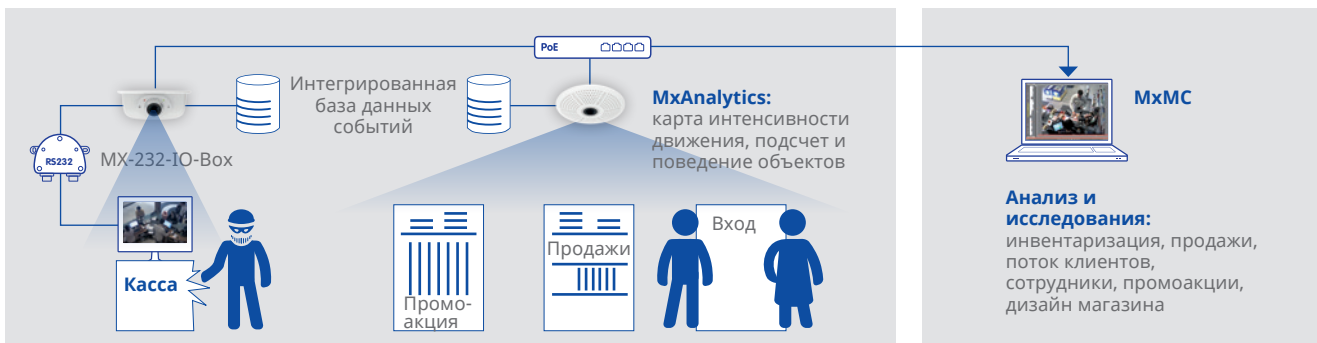 PoE
Интегрированная
база данных
событий
RS232
MX-232-IO-Box
Касса
MxAnalytics:
карта интенсивности
движения, подсчет и
поведение объектов
Промо-
акция
Продажи
Вход
MxMC
Анализ и
исследования:
инвентаризация, продажи,
поток клиентов,
сотрудники, промоакции,
дизайн магазина